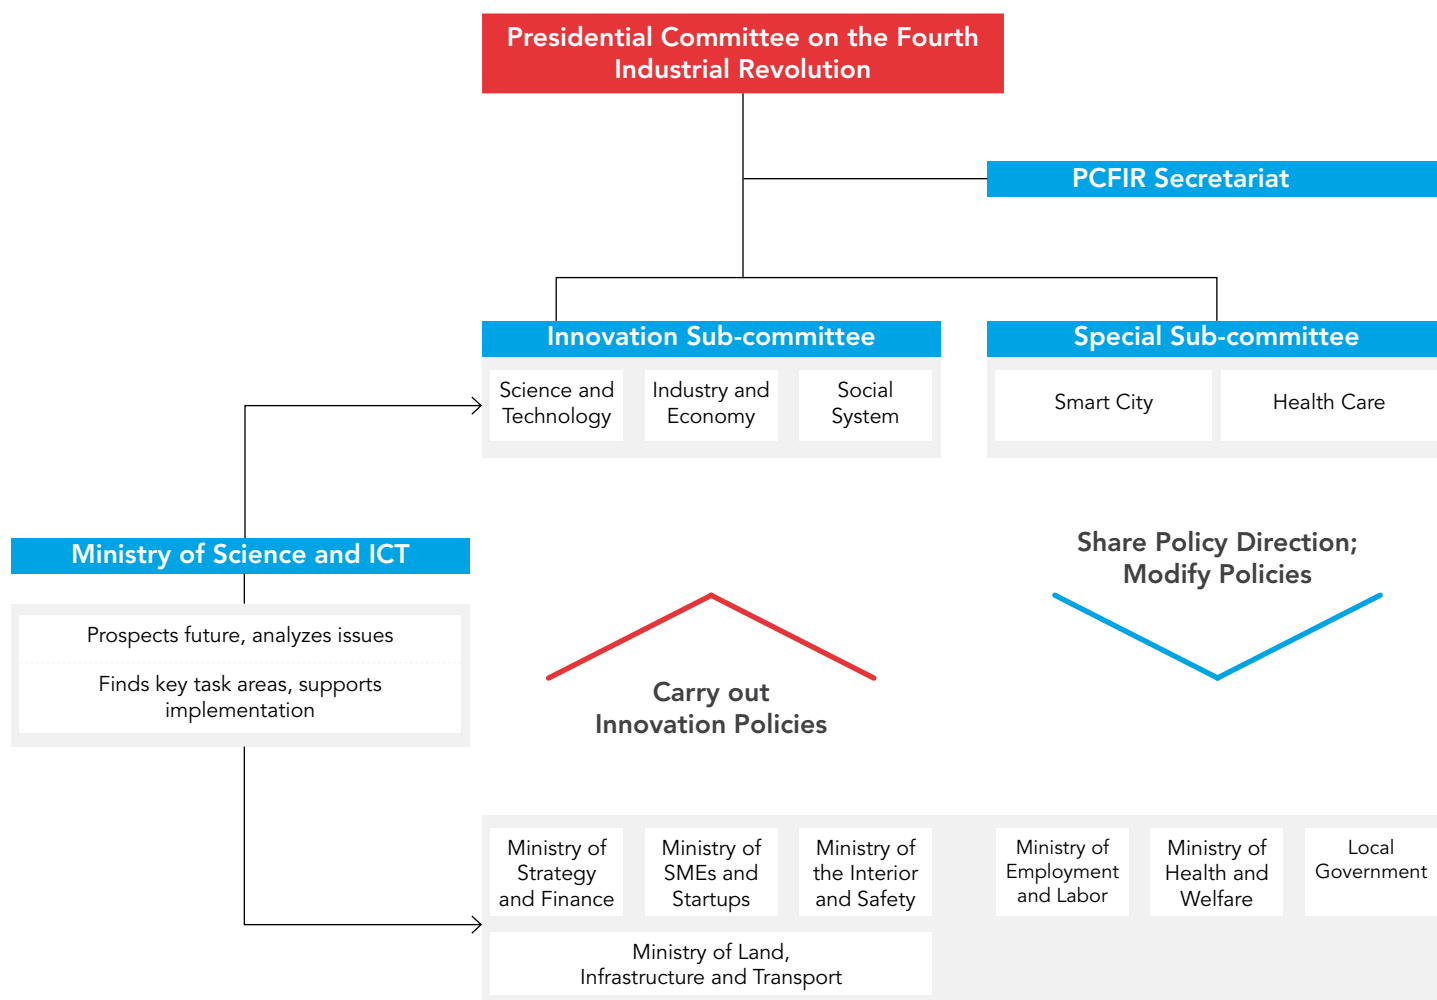 Presidential Committee on the Fourth
Industrial Revolution
PCFIR Secretariat
Innovation Sub-committee
Science and
Technology
Industry and
Economy
Social
System
Special Sub-committee
Smart City
Health Care
Ministry of Science and ICT
Prospects future, analyzes issues
Finds key task areas, supports
implementation
Carry out
Innovation Policies
Share Policy Direction;
Modify Policies
Ministry of
Strategy
and Finance
Ministry of
SMEs and
Startups
Ministry of
the Interior
and Safety
Ministry of
Employment
and Labor
Ministry of
Health and
Welfare
Local
Government
Ministry of Land,
Infrastructure and Transport